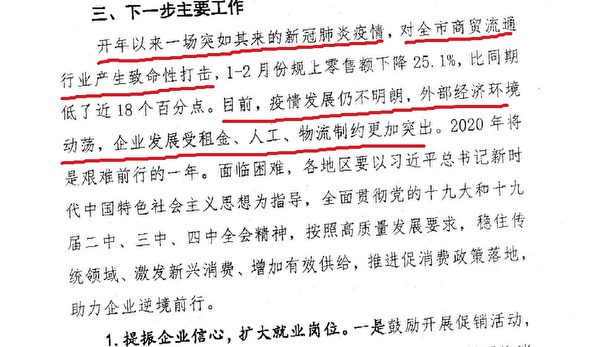 三、下一步主要工作
开年以来一场突如其来的新冠肺炎疫情，对全市商贸流通
行业产生致命性打击，1-2月份规上零售额下降25.1%，比同期
低了近18个百分点。目前，疫情发展仍不明朗，外部经济环境
动荡，企业发展受租金、人工、物流制约更加突出。2020年将
是艰难前行的一年。面临困难，各地区要以习近平总书记新时
代中国特色社会主义思想为指导，全面贯彻党的十九大和十九
届二中、三中、四中全会精神，按照高质量发展要求，稳住传
统领域、激发新兴消费、增加有效供给，推进促消费政策落地，
助力企业逆境前行。
1.提振企业信心，扩大就业岗位。一是鼓励开展促销活动，